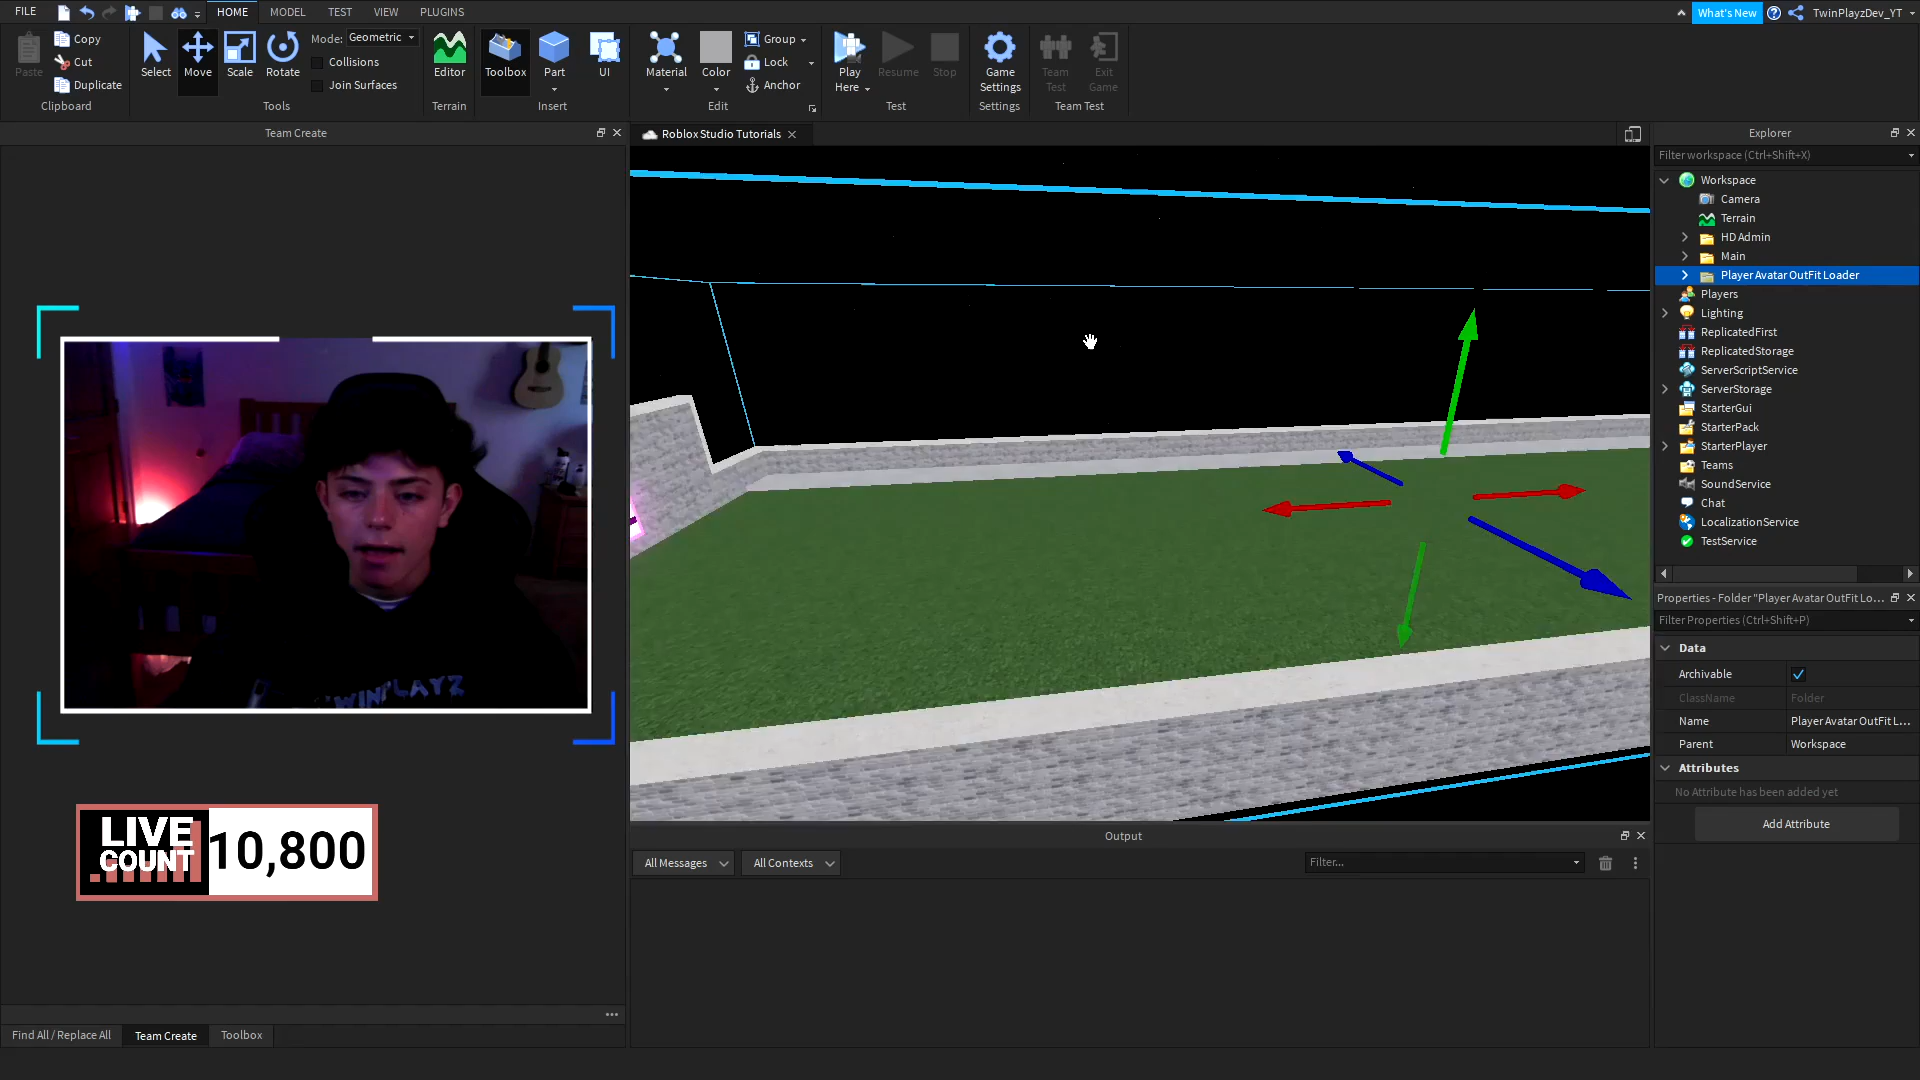 FILE
HOME
MODEL
TEST
VIEW
PLUGINS
What's New
TwinPlayzDev_YT
Paste
Copy
Cut
Duplicate
Clipboard
Select
Move
Scale
Rotate
Mode: Geometric
Collisions
Join Surfaces
Tools
Editor
Terrain
Toolbox
Part
UI
Insert
Material
Color
Group
Lock
Anchor
Edit
Play
Here
Resume
Stop
Test
Game
Settings
Settings
Team
Test
Exit
Game
Team Test
Team Create
Roblox Studio Tutorials
TWINPLAYZ
LIVE
COUNT
10,800
Find All / Replace All
Team Create
Toolbox
Output
All Messages
All Contexts
Filter...
Explorer
Filter workspace (Ctrl+Shift+X)
Workspace
Camera
Terrain
HD Admin
Main
Player Avatar OutFit Loader
Players
Lighting
ReplicatedFirst
ReplicatedStorage
ServerScriptService
ServerStorage
StarterGui
StarterPack
StarterPlayer
Teams
SoundService
Chat
LocalizationService
TestService
Properties - Folder "Player Avatar OutFit Lo...
Filter Properties (Ctrl+Shift+P)
Data
Archivable
ClassName Folder
Name Player Avatar OutFit L...
Parent Workspace
Attributes
No Attribute has been added yet
Add Attribute